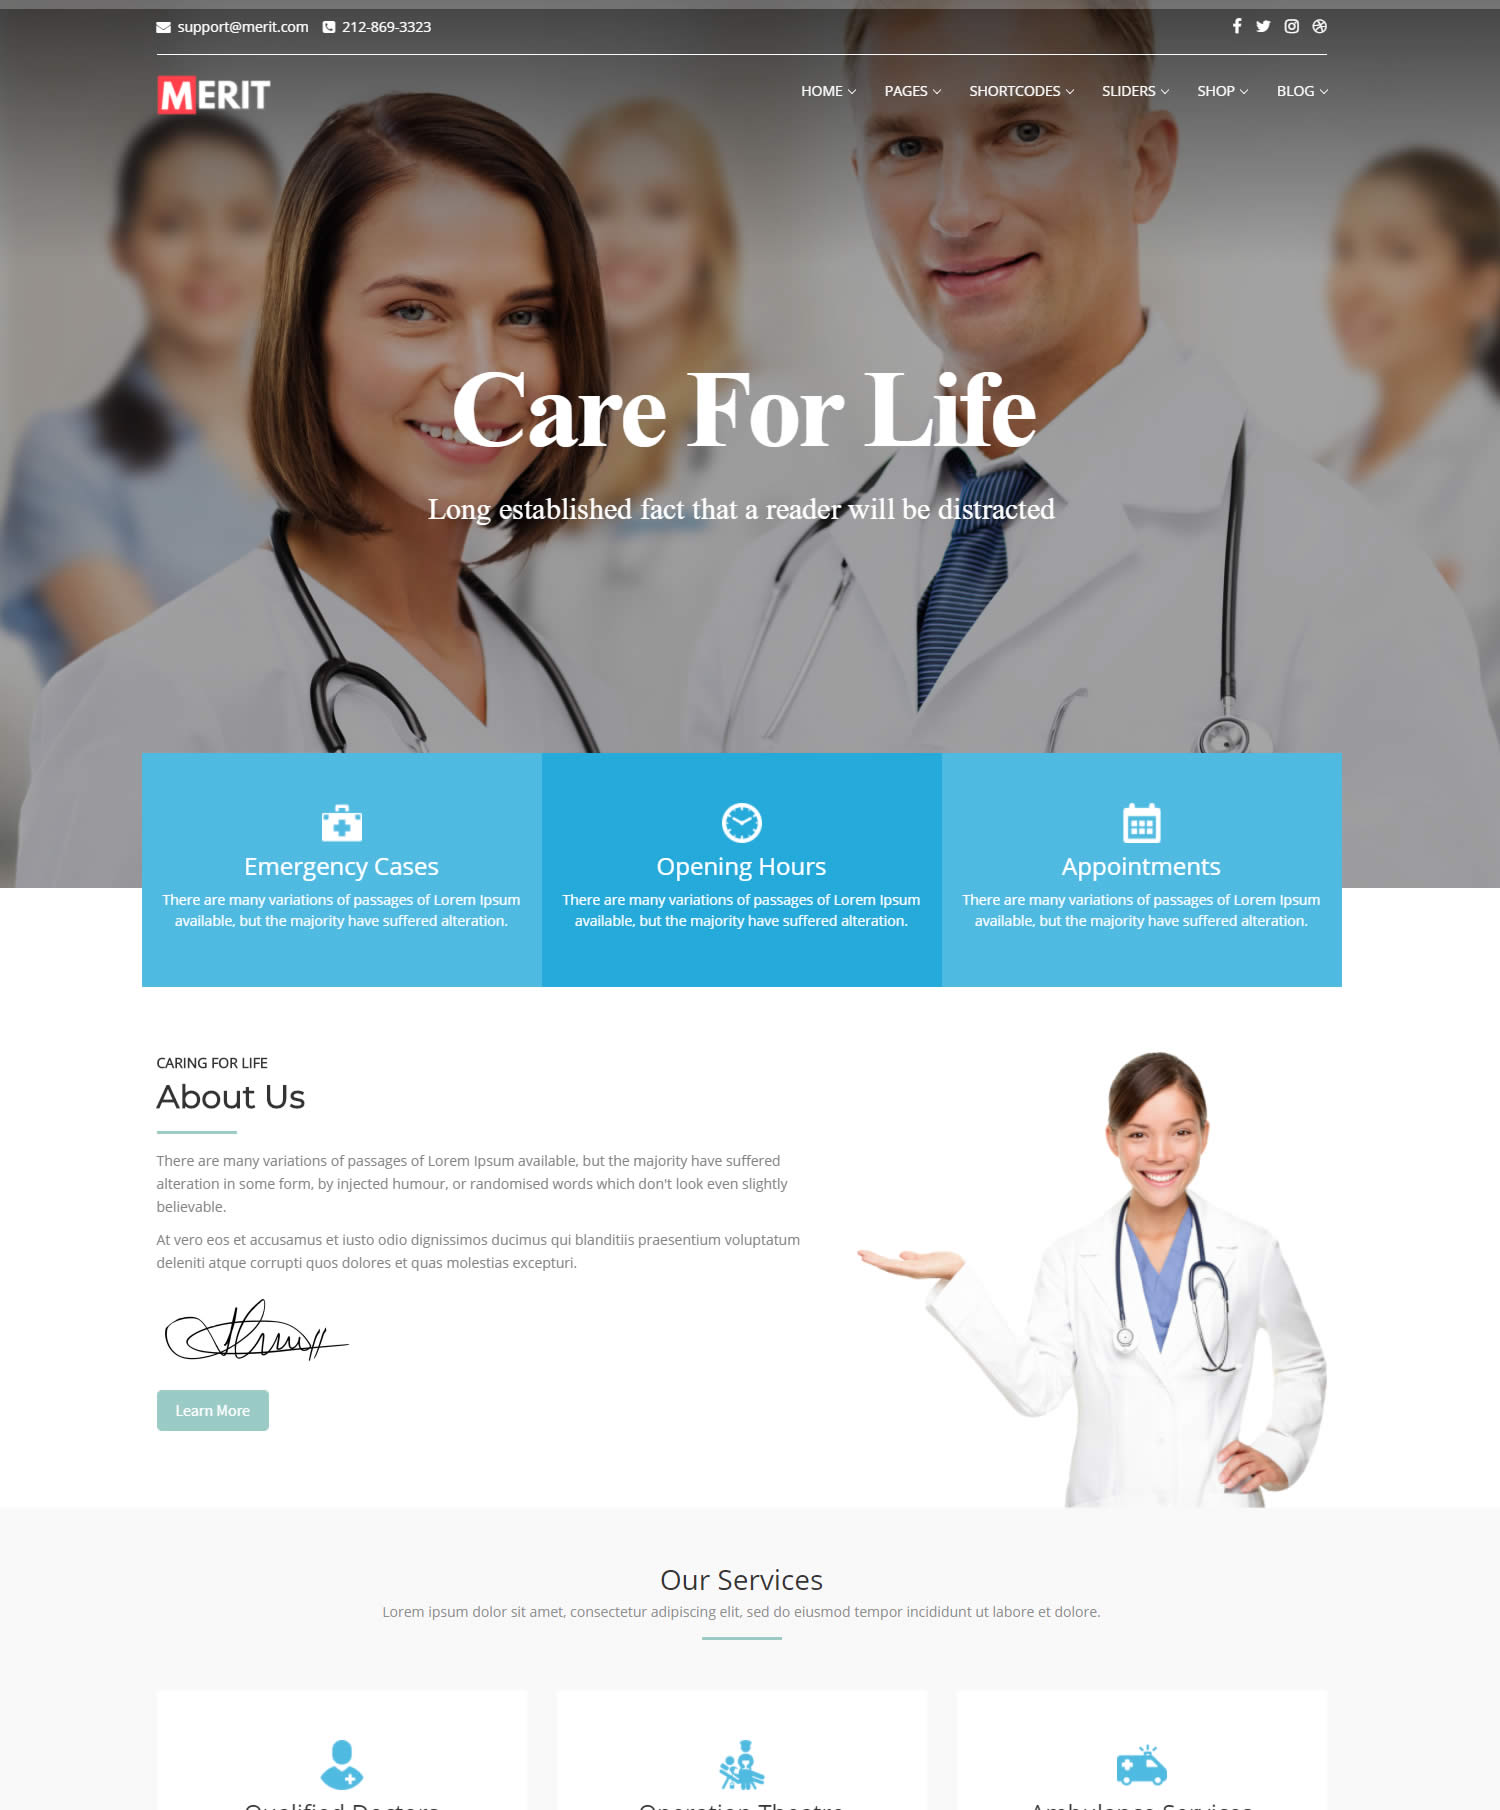 support@merit.com 212-869-3323
MERIT
HOME PAGES SHORTCODES SLIDERS SHOP BLOG
Care For Life
Long established fact that a reader will be distracted
Emergency Cases
There are many variations of passages of Lorem Ipsum
available, but the majority have suffered alteration.
Opening Hours
There are many variations of passages of Lorem Ipsum
available, but the majority have suffered alteration.
Appointments
There are many variations of passages of Lorem Ipsum
available, but the majority have suffered alteration.
CARING FOR LIFE
About Us
There are many variations of passages of Lorem Ipsum available, but the majority have suffered
alteration in some form, by injected humour, or randomised words which don't look even slightly
believable.
At vero eos et accusamus et iusto odio dignissimos ducimus qui blanditiis praesentium voluptatum
deleniti atque corrupti quos dolores et quas molestias excepturi.
Learn More
Our Services
Lorem ipsum dolor sit amet, consectetur adipiscing elit, sed do eiusmod tempor incididunt ut labore et dolore.
Qualified Doctors
Operation Theatre
Ambulance Services